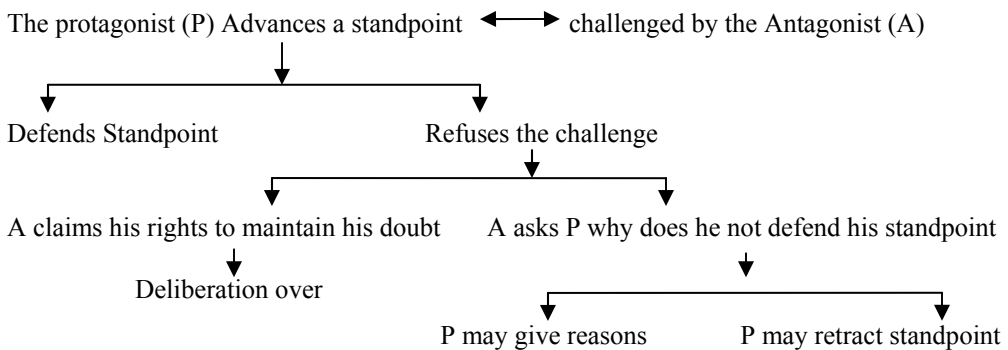 The protagonist (P) Advances a standpoint challenged by the Antagonist (A)
Defends Standpoint Refuses the challenge
A claims his rights to maintain his doubt A asks P why does he not defend his standpoint
Deliberation over
P may give reasons P may retract standpoint